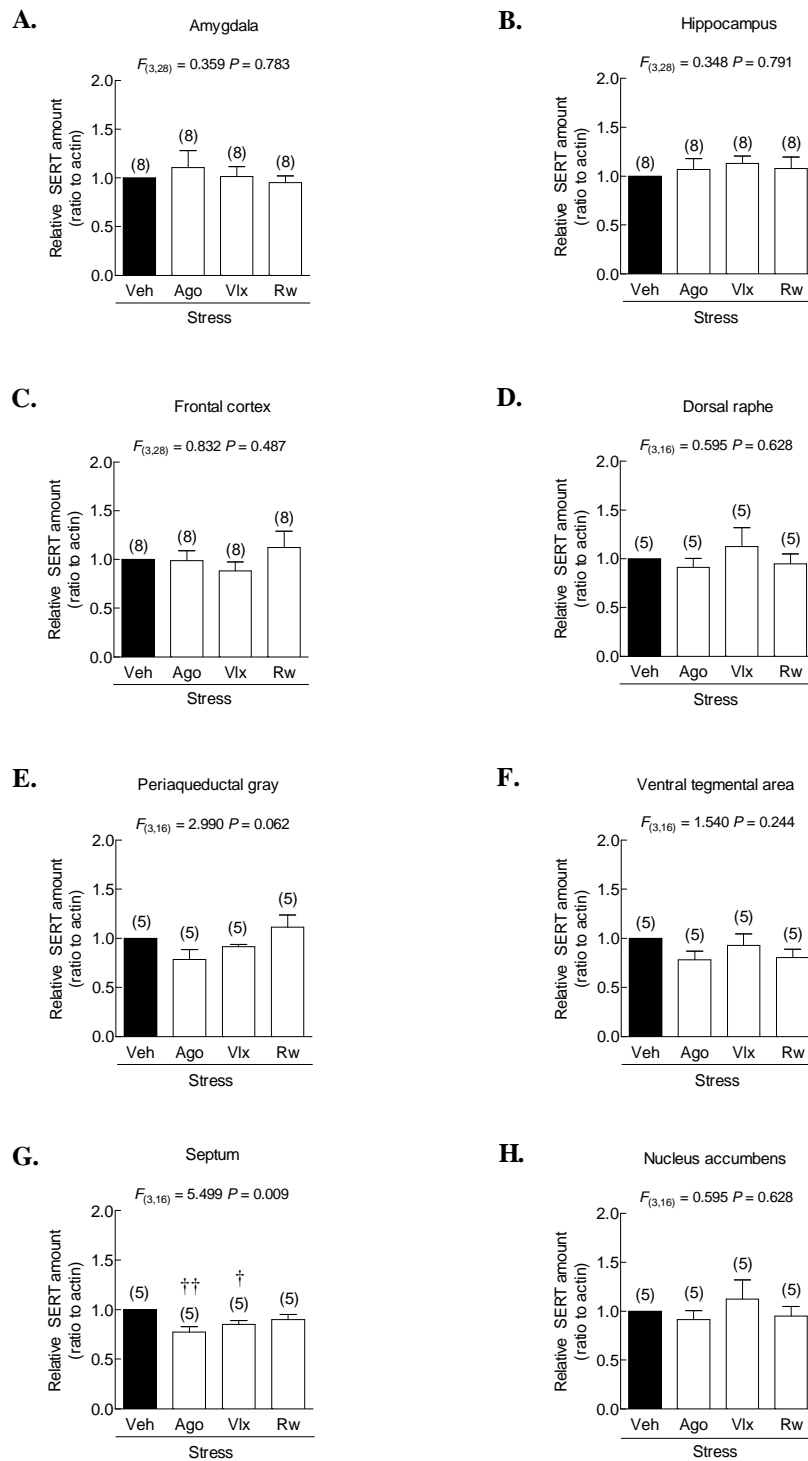 A.
Amygdala
F(3,28) = 0.359 P = 0.783
Relative SERT amount
(ratio to actin)
2.0
1.5
1.0
0.5
0.0
(8)
(8)
(8)
(8)
Veh Ago Vlx Rw
Stress
B.
Hippocampus
F(3,28) = 0.348 P = 0.791
Relative SERT amount
(ratio to actin)
2.0
1.5
1.0
0.5
0.0
(8)
(8)
(8)
(8)
Veh Ago Vlx Rw
Stress
C.
Frontal cortex
F(3,28) = 0.832 P = 0.487
Relative SERT amount
(ratio to actin)
2.0
1.5
1.0
0.5
0.0
(8)
(8)
(8)
(8)
Veh Ago Vlx Rw
Stress
D.
Dorsal raphe
F(3,16) = 0.595 P = 0.628
Relative SERT amount
(ratio to actin)
2.0
1.5
1.0
0.5
0.0
(5)
(5)
(5)
(5)
Veh Ago Vlx Rw
Stress
E.
Periaqueductal gray
F(3,16) = 2.990 P = 0.062
Relative SERT amount
(ratio to actin)
2.0
1.5
1.0
0.5
0.0
(5)
(5)
(5)
(5)
Veh Ago Vlx Rw
Stress
F.
Ventral tegmental area
F(3,16) = 1.540 P = 0.244
Relative SERT amount
(ratio to actin)
2.0
1.5
1.0
0.5
0.0
(5)
(5)
(5)
(5)
Veh Ago Vlx Rw
Stress
G.
Septum
F(3,16) = 5.499 P = 0.009
Relative SERT amount
(ratio to actin)
2.0
1.5
1.0
0.5
0.0
†† †
(5)
(5)
(5)
(5)
Veh Ago Vlx Rw
Stress
H.
Nucleus accumbens
F(3,16) = 0.595 P = 0.628
Relative SERT amount
(ratio to actin)
2.0
1.5
1.0
0.5
0.0
(5)
(5)
(5)
(5)
Veh Ago Vlx Rw
Stress